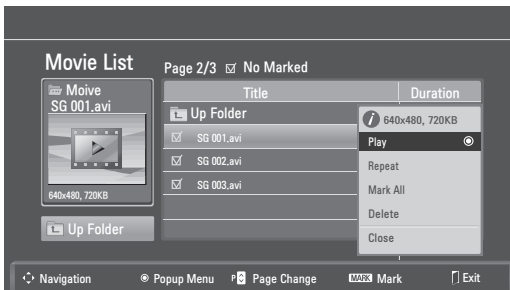 Movie List
Page 2/3 ☑ No Marked
Moive
SG 001.avi
640x480, 720KB
Up Folder
Title Duration
Up Folder
SG 001.avi
SG 002.avi
SG 003.avi
640x480, 720KB
Play
Repeat
Mark All
Delete
Close
Navigation Popup Menu P Page Change MARK Mark Exit